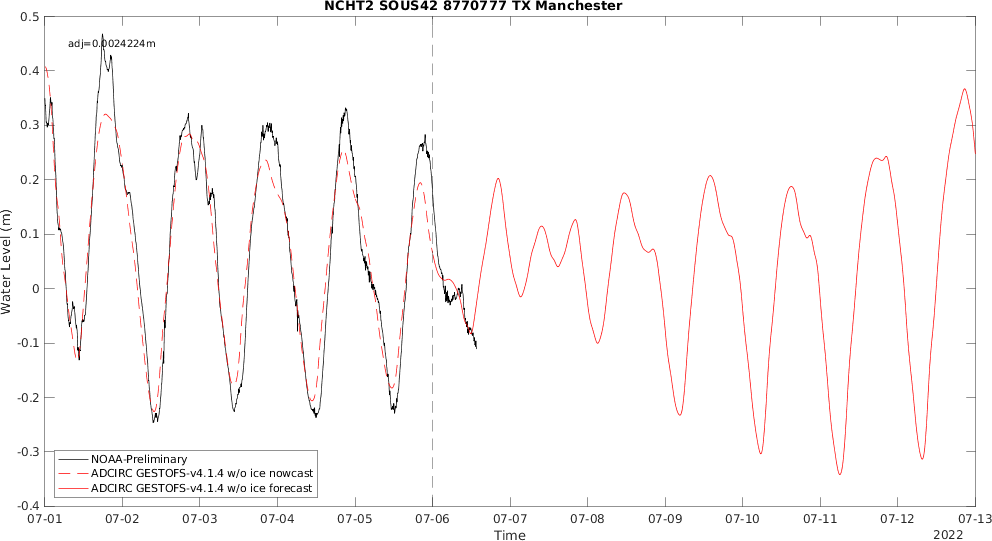 NCHT2 SOUS42 8770777 TX Manchester
adj=0.0024224m
Water Level (m)
0.5
0.4
0.3
0.2
0.1
0
-0.1
-0.2
-0.3
-0.4
NOAA-Preliminary
ADCIRC GESTOFS-v4.1.4 w/o ice nowcast
ADCIRC GESTOFS-v4.1.4 w/o ice forecast
07-01 07-02 07-03 07-04 07-05 07-06 07-07 07-08 07-09 07-10 07-11 07-12 07-13
Time
2022